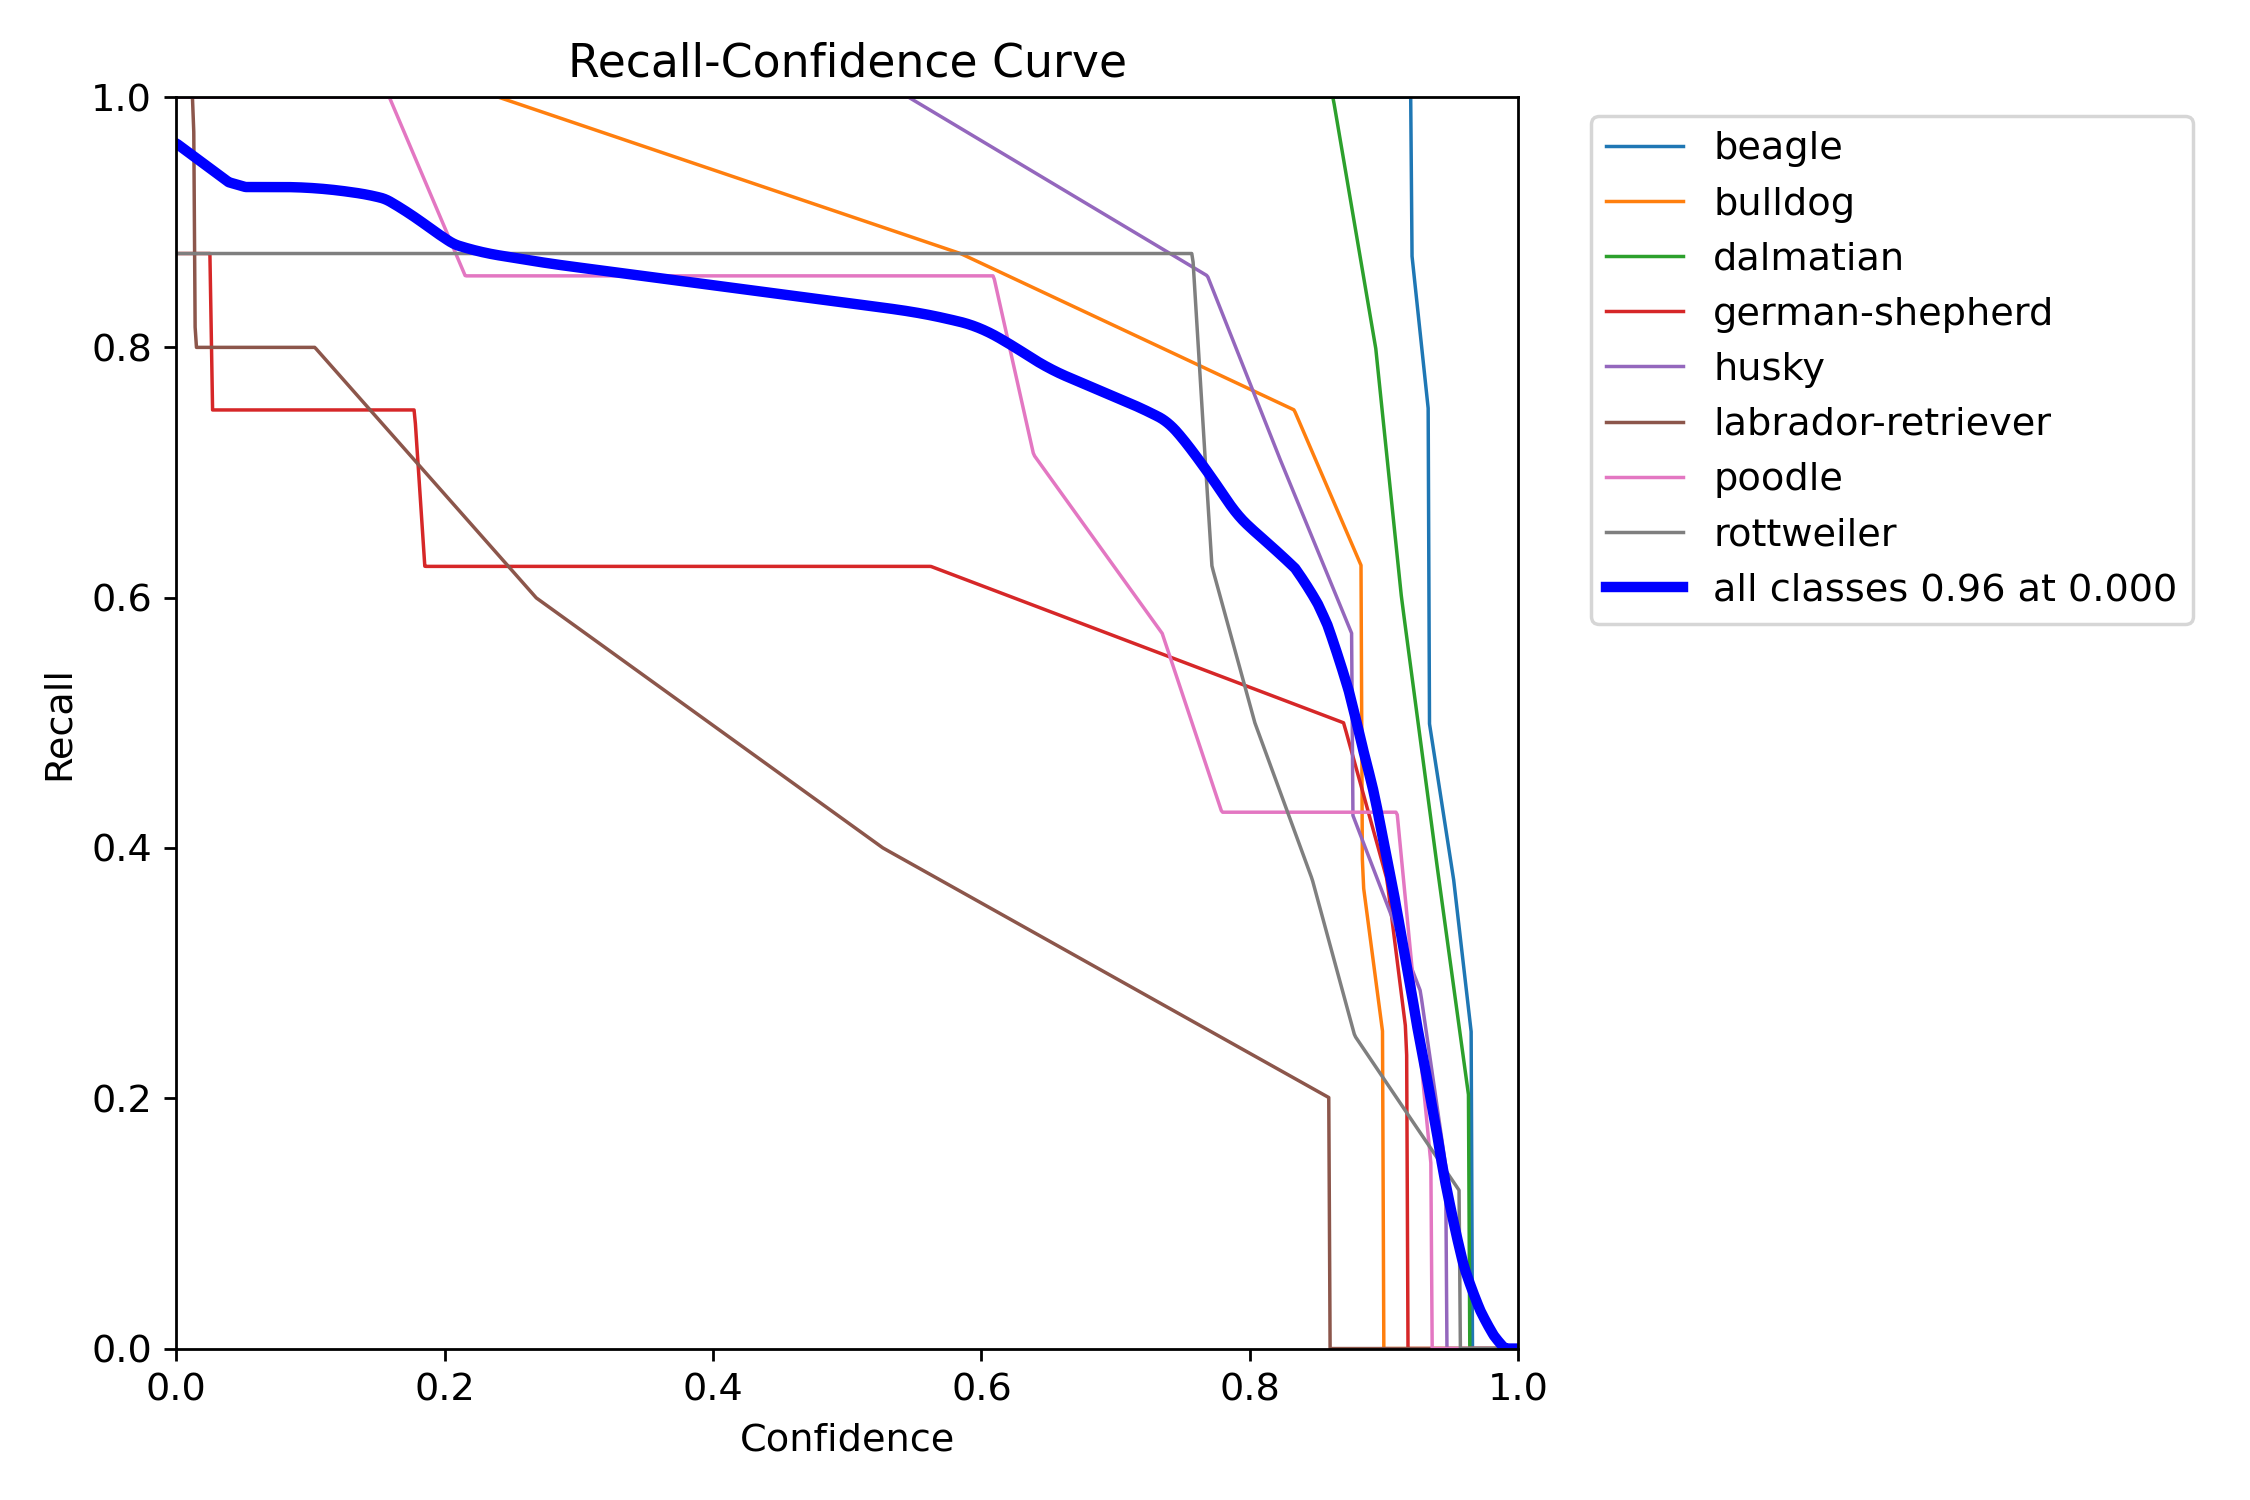 Recall-Confidence Curve
1.0
0.8
0.6
0.4
0.2
0.0
Recall
0.0 0.2 0.4 0.6 0.8 1.0
Confidence
beagle
bulldog
dalmatian
german-shepherd
husky
labrador-retriever
poodle
rottweiler
all classes 0.96 at 0.000